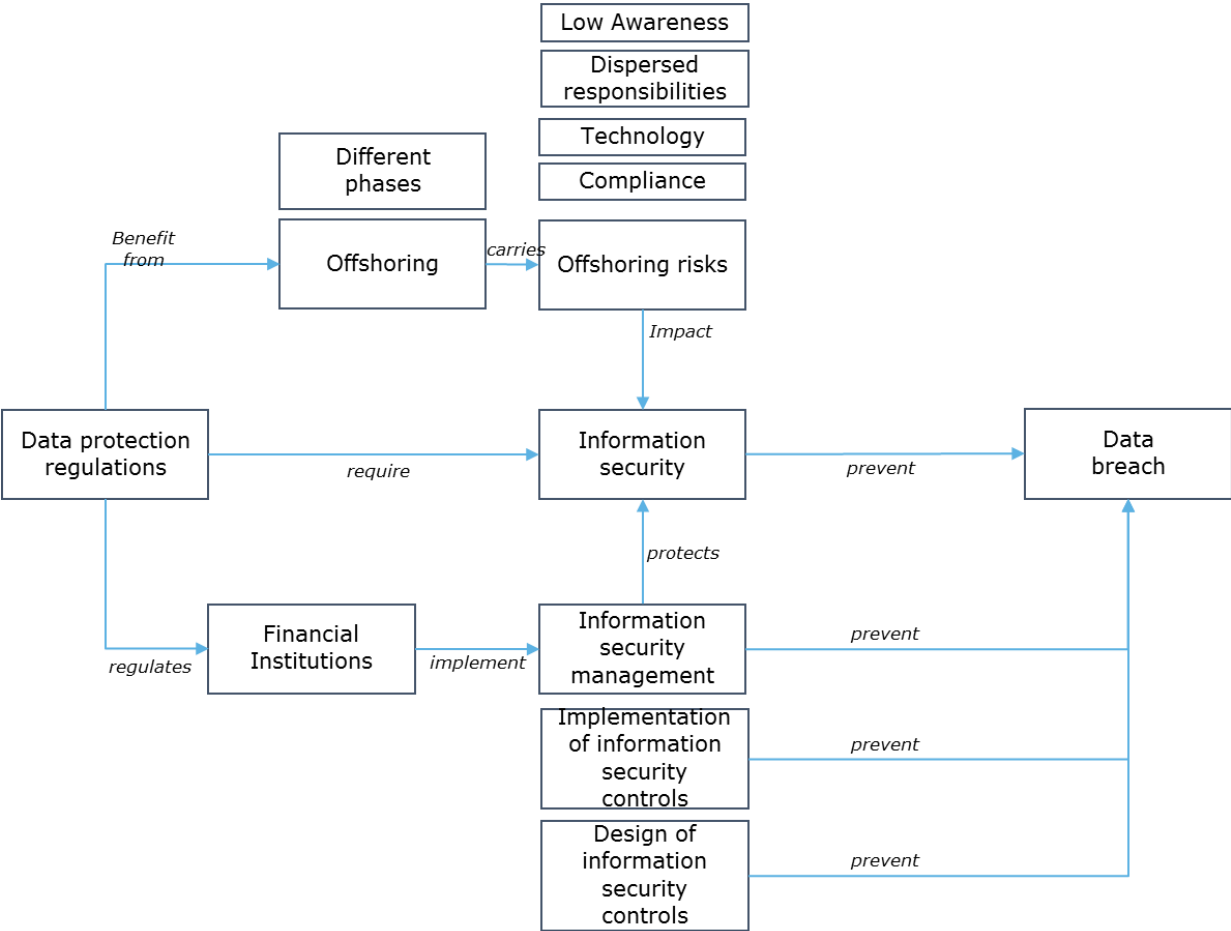 Low Awareness
Dispersed
responsibilities
Technology
Compliance
Different
phases
Benefit
from
Offshoring
carries
Offshoring risks
Impact
Data protection
regulations
require
Information
security
prevent
Data
breach
protects
regulates
Financial
Institutions
implement
Information
security
management
prevent
Implementation
of information
security
controls
prevent
Design of
information
security
controls
prevent